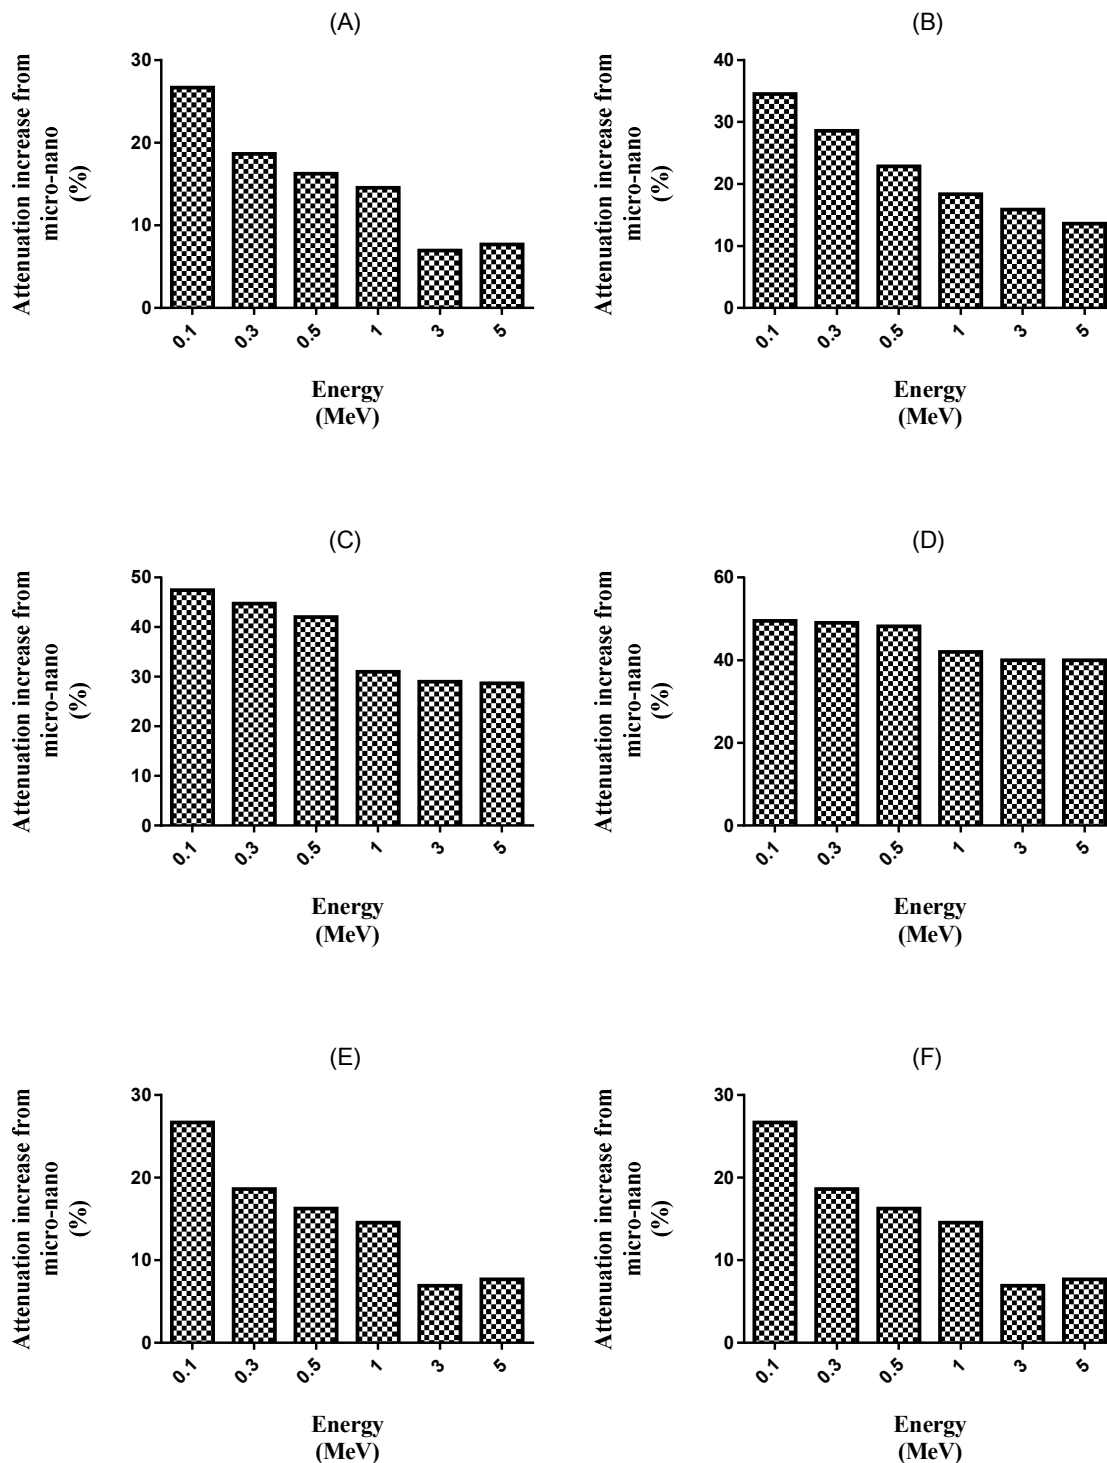 (A)
Attenuation increase from
micro-nano
(%)
30
20
10
0
0.1
0.3
0.5
1
3
5
Energy
(MeV)
(B)
Attenuation increase from
micro-nano
(%)
40
30
20
10
0
0.1
0.3
0.5
1
3
5
Energy
(MeV)
(C)
Attenuation increase from
micro-nano
(%)
50
40
30
20
10
0
0.1
0.3
0.5
1
3
5
Energy
(MeV)
(D)
Attenuation increase from
micro-nano
(%)
60
40
20
0
0.1
0.3
0.5
1
3
5
Energy
(MeV)
(E)
Attenuation increase from
micro-nano
(%)
30
20
10
0
0.1
0.3
0.5
1
3
5
Energy
(MeV)
(F)
Attenuation increase from
micro-nano
(%)
30
20
10
0
0.1
0.3
0.5
1
3
5
Energy
(MeV)